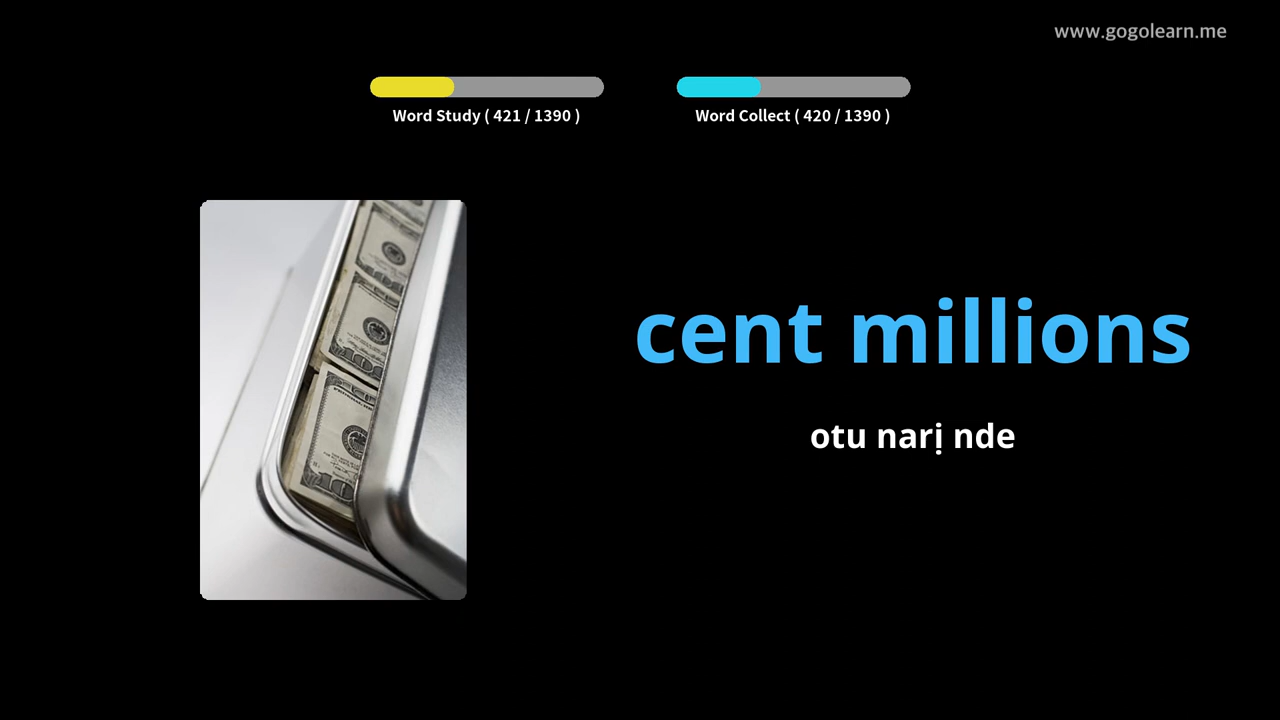 www.gogolearn.me
Word Study ( 421 / 1390 )
Word Collect ( 420 / 1390 )
cent millions
otu narị nde